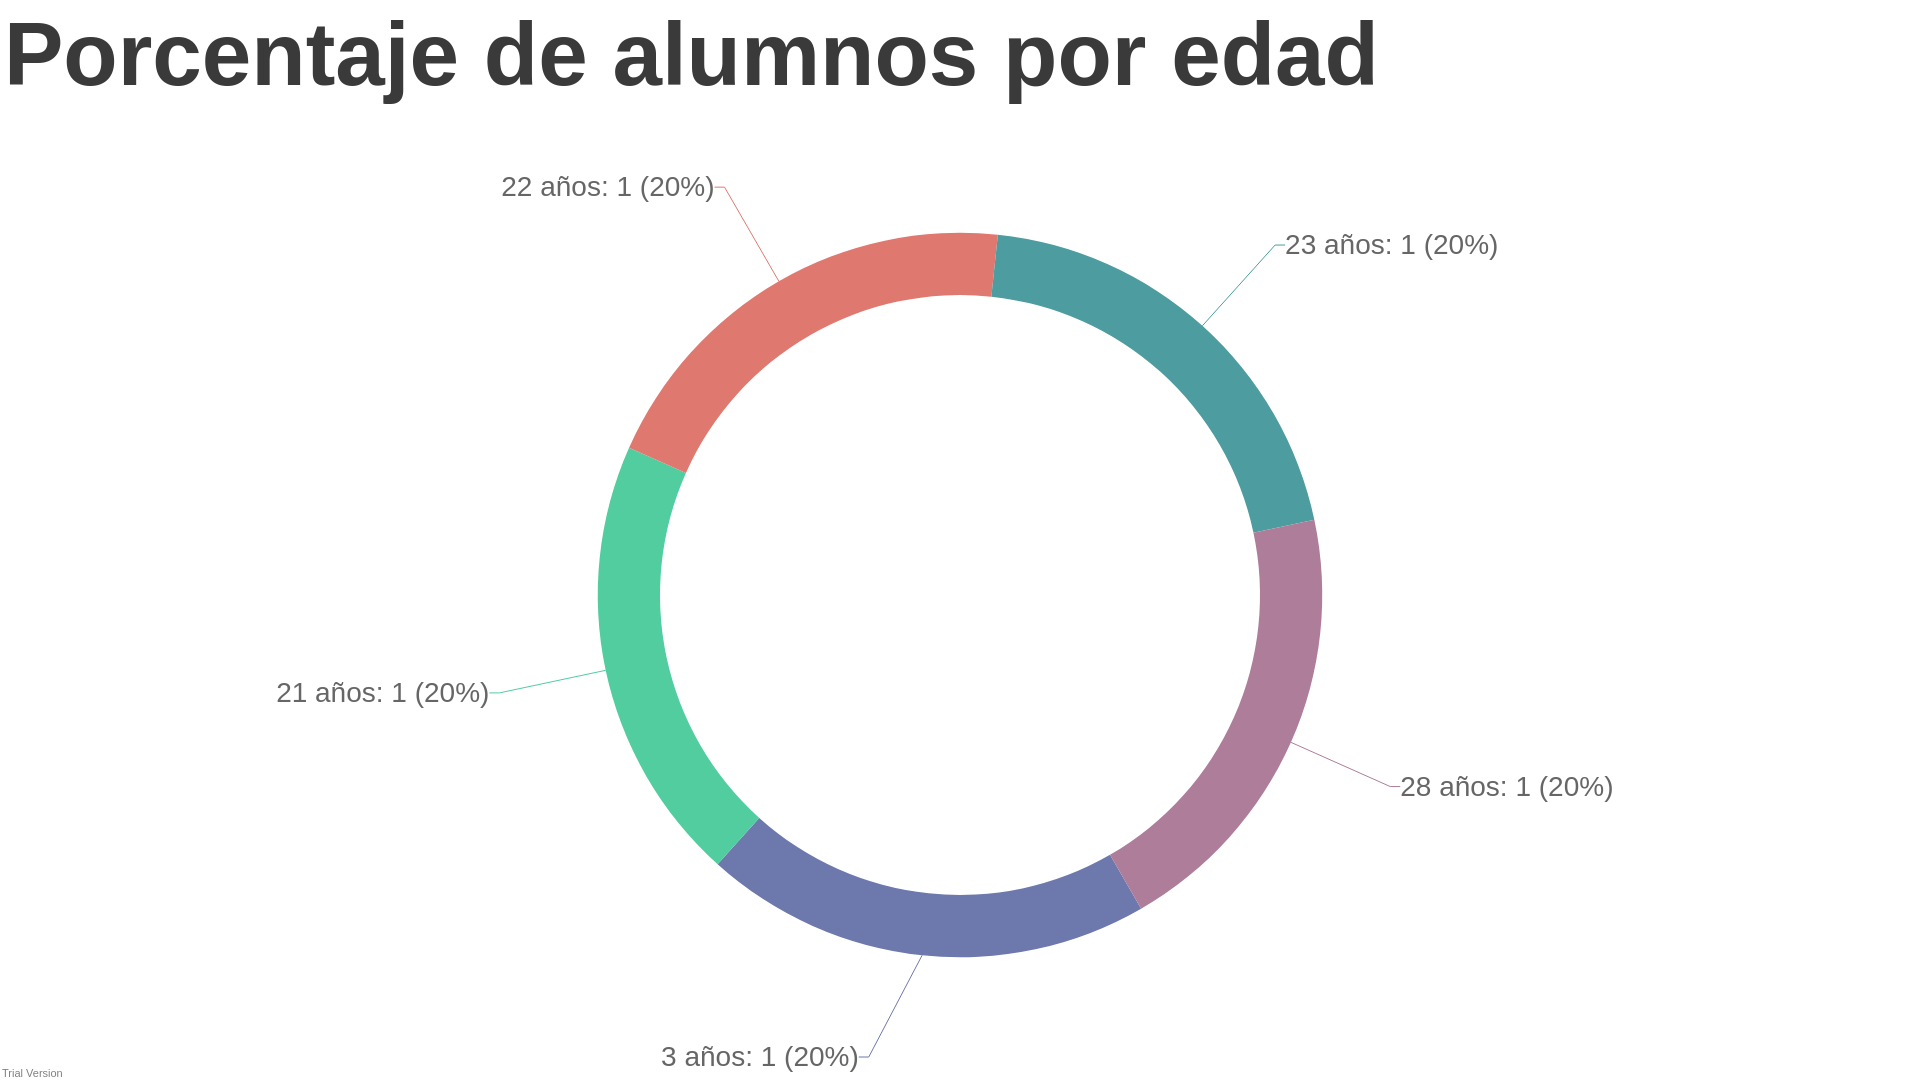 Porcentaje de alumnos por edad
22 años: 1 (20%)
23 años: 1 (20%)
21 años: 1 (20%)
28 años: 1 (20%)
3 años: 1 (20%)
Trial Version